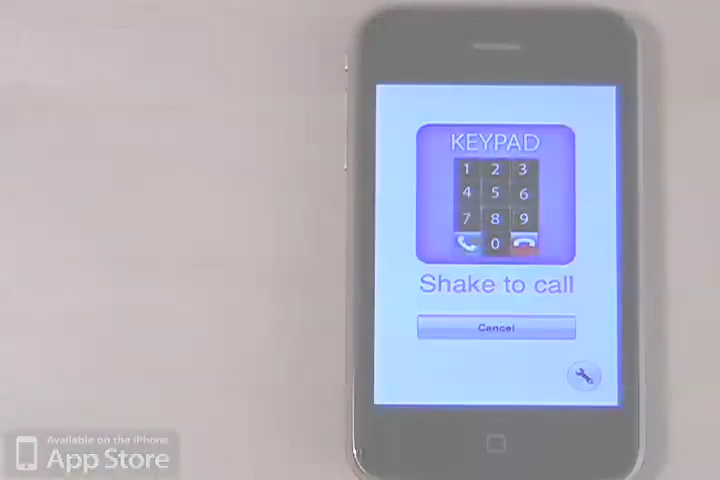 KEYPAD
1 2 3
4 5 6
7 8 9
0
Shake to call
Cancel
Available on the iPhone
App Store